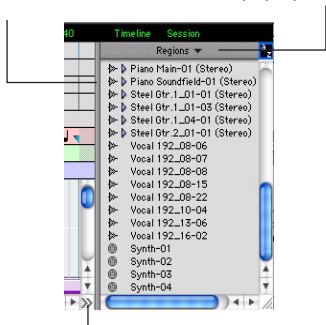 40 Timeline Session
Regions
a z
Piano Main-01 (Stereo)
Piano Soundfield-01 (Stereo)
Steel Gtr.1_01-01 (Stereo)
Steel Gtr.1_01-03 (Stereo)
Steel Gtr.1_04-01 (Stereo)
Steel Gtr.2_01-01 (Stereo)
Vocal 192_08-06
Vocal 192_08-07
Vocal 192_08-08
Vocal 192_08-15
Vocal 192_08-22
Vocal 192_10-04
Vocal 192_13-06
Vocal 192_16-02
Synth-01
Synth-02
Synth-03
Synth-04